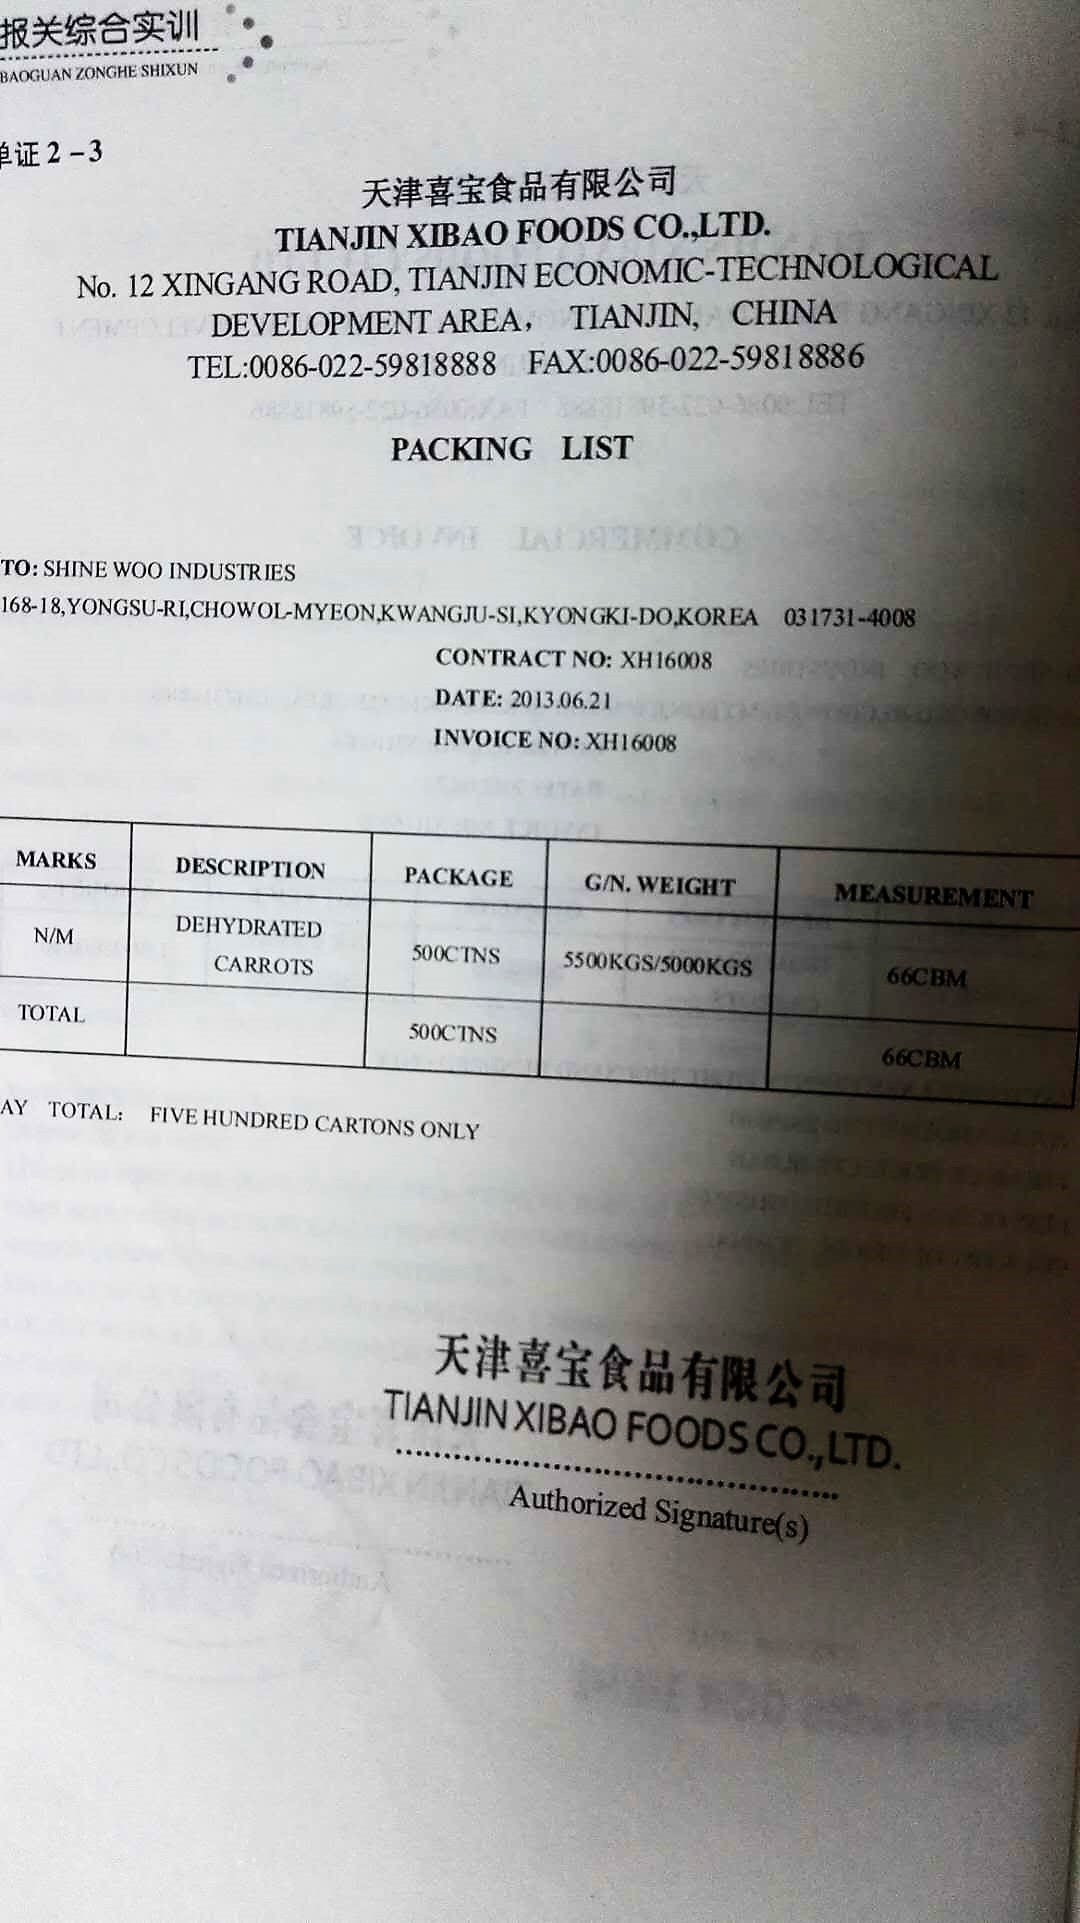 报关综合实训
BAOGUAN ZONGHE SHIXUN
单证2-3
天津喜宝食品有限公司
TIANJIN XIBAO FOODS CO.,LTD.
No. 12 XINGANG ROAD, TIANJIN ECONOMIC-TECHNOLOGICAL
DEVELOPMENT AREA, TIANJIN, CHINA
TEL:0086-022-59818888 FAX:0086-022-59818886
PACKING LIST
TO: SHINE WOO INDUSTRIES
168-18,YONGSU-RI,CHOWOL-MYEON,KWANGJU-SI,KYONGKI-DO,KOREA 031731-4008
CONTRACT NO: XH16008
DATE: 2013.06.21
INVOICE NO: XH16008
MARKS DESCRIPTION PACKAGE G/N. WEIGHT MEASUREMENT
N/M DEHYDRATED CARROTS 500CTNS 5500KGS/5000KGS 66CBM
TOTAL 500CTNS 66CBM
AY TOTAL: FIVE HUNDRED CARTONS ONLY
天津喜宝食品有限公司
TIANJIN XIBAO FOODS CO.,LTD.
Authorized Signature(s)